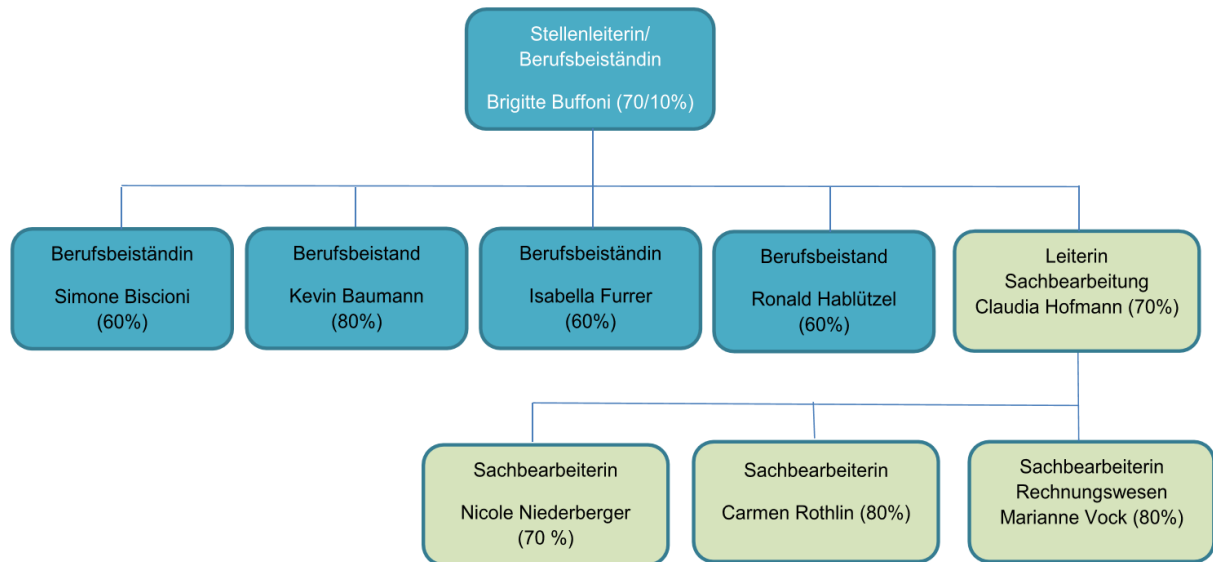 Stellenleiterin/
Berufsbeiständin
Brigitte Buffoni (70/10%)
Berufsbeiständin
Simone Biscioni
(60%)
Berufsbeistand
Kevin Baumann
(80%)
Berufsbeiständin
Isabella Furrer
(60%)
Berufsbeistand
Ronald Hablützel
(60%)
Leiterin
Sachbearbeitung
Claudia Hofmann (70%)
Sachbearbeiterin
Nicole Niederberger
(70 %)
Sachbearbeiterin
Carmen Rothlin (80%)
Sachbearbeiterin
Rechnungswesen
Marianne Vock (80%)